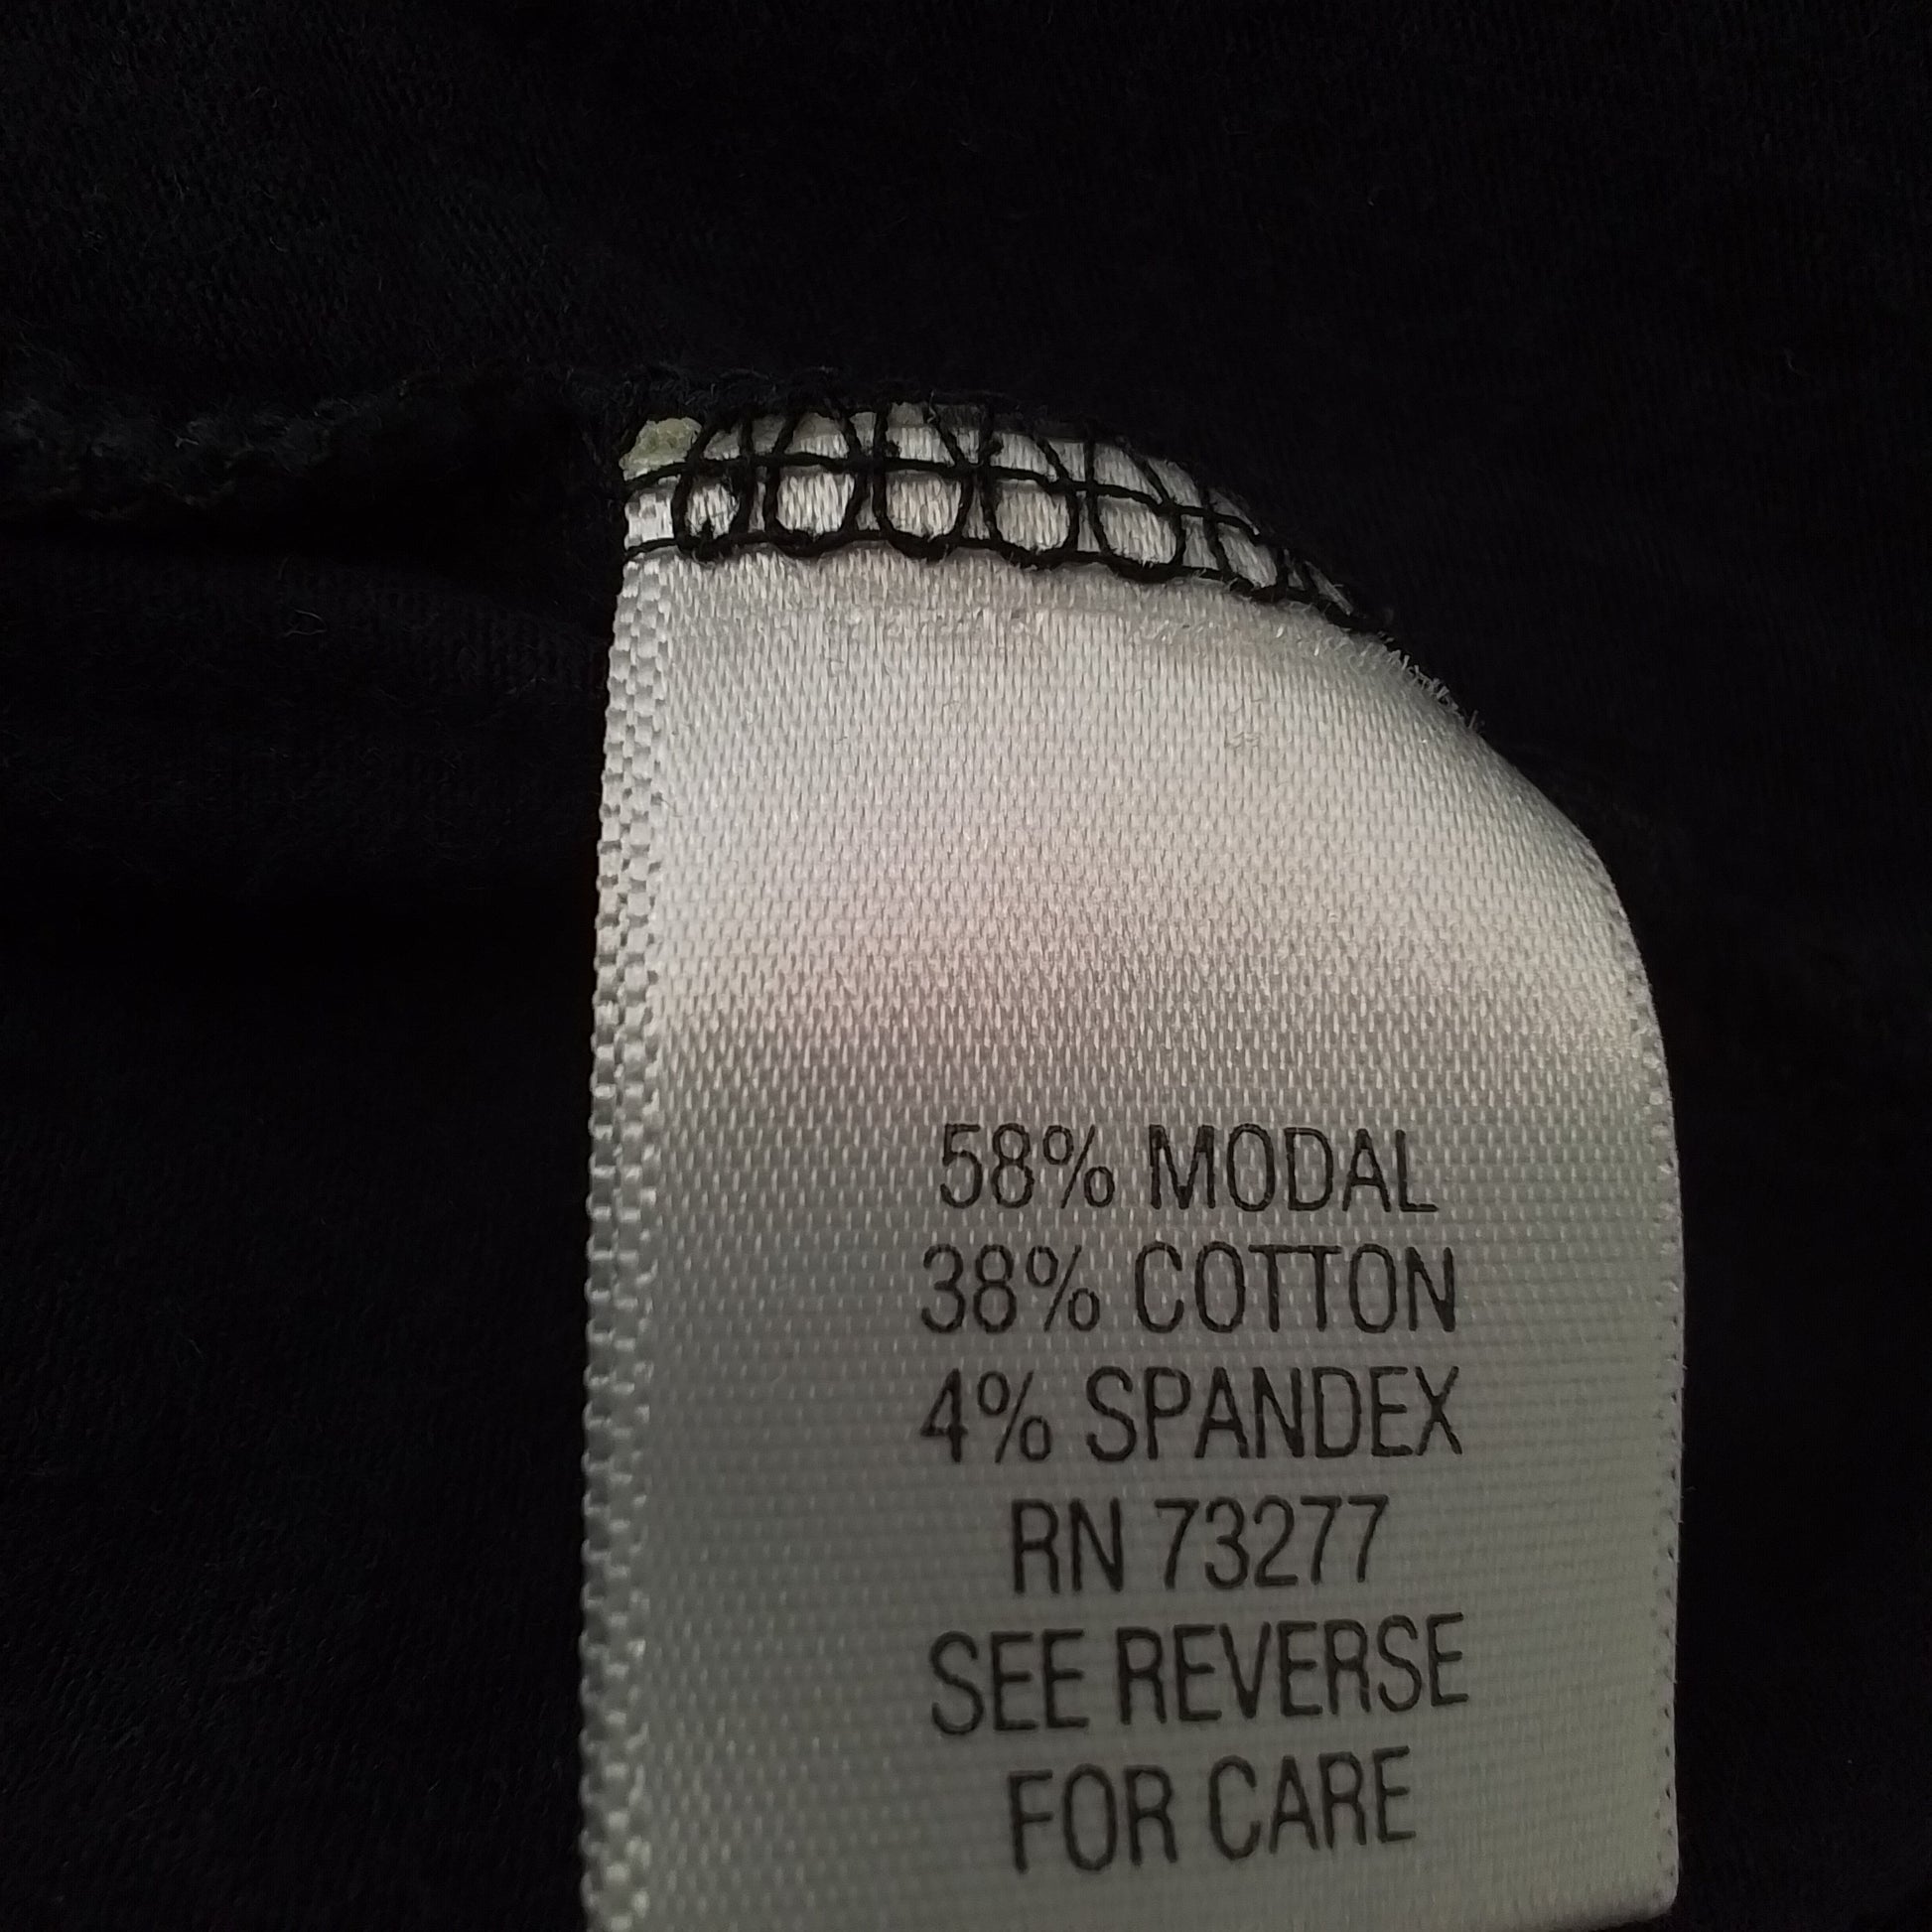 58% MODAL
38% COTTON
4% SPANDEX
RN 73277
SEE REVERSE
FOR CARE